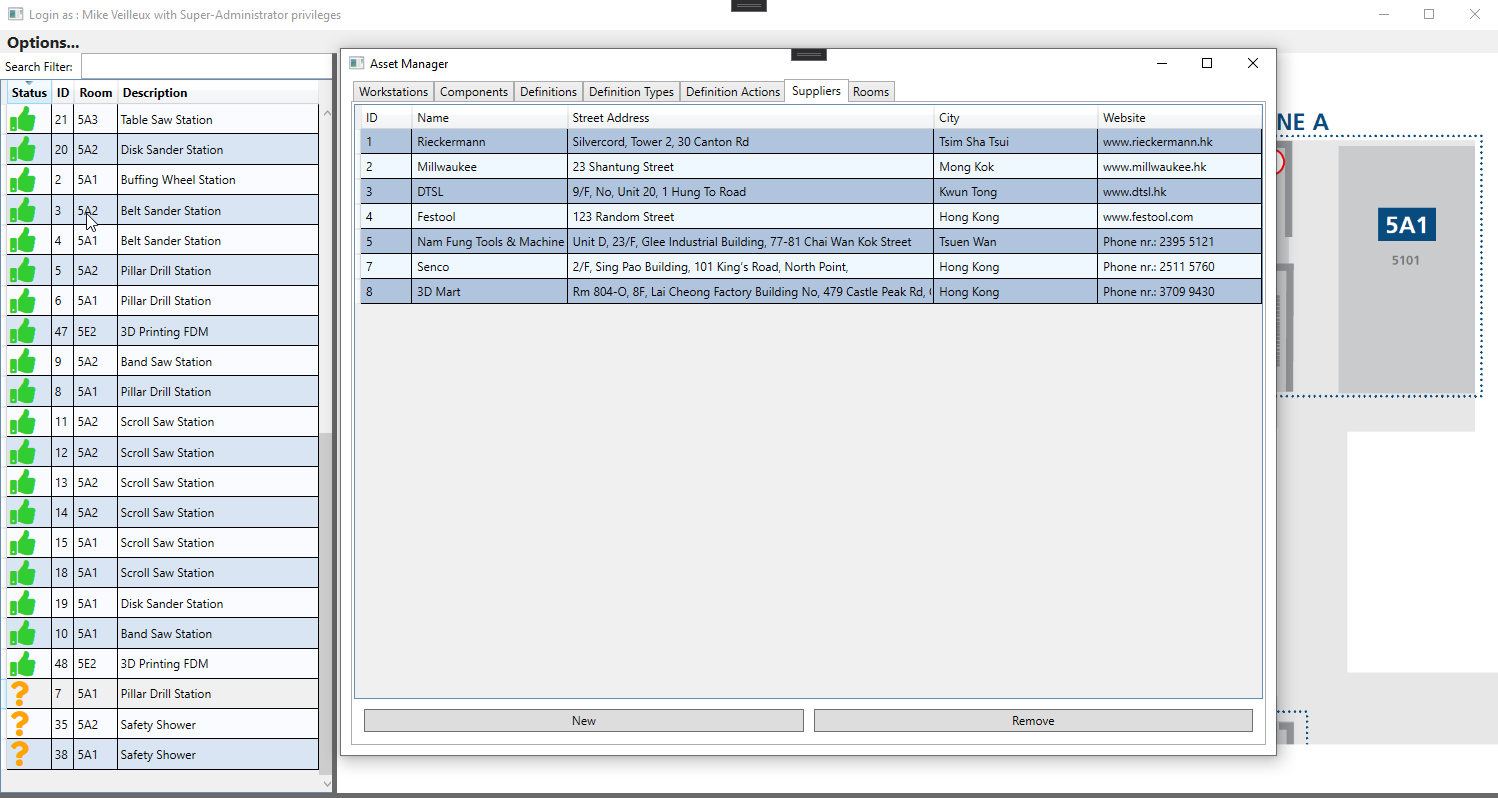 Login as : Mike Veilleux with Super-Administrator privileges
Options...
Search Filter:
Status ID Room Description
21 5A3 Table Saw Station
20 5A2 Disk Sander Station
2 5A1 Buffing Wheel Station
3 5A2 Belt Sander Station
4 5A1 Belt Sander Station
5 5A2 Pillar Drill Station
6 5A1 Pillar Drill Station
47 5E2 3D Printing FDM
9 5A2 Band Saw Station
8 5A1 Pillar Drill Station
11 5A2 Scroll Saw Station
12 5A2 Scroll Saw Station
13 5A2 Scroll Saw Station
14 5A2 Scroll Saw Station
15 5A1 Scroll Saw Station
18 5A1 Scroll Saw Station
19 5A1 Disk Sander Station
10 5A1 Band Saw Station
48 5E2 3D Printing FDM
? 7 5A1 Pillar Drill Station
? 35 5A2 Safety Shower
? 38 5A1 Safety Shower
Asset Manager
Workstations Components Definitions Definition Types Definition Actions Suppliers Rooms
ID Name Street Address City Website
1 Rieckermann Silvercord, Tower 2, 30 Canton Rd Tsim Sha Tsui www.rieckermann.hk
2 Millwaukee 23 Shantung Street Mong Kok www.millwaukee.hk
3 DTSL 9/F, No, Unit 20, 1 Hung To Road Kwun Tong www.dtsl.hk
4 Festool 123 Random Street Hong Kong www.festool.com
5 Nam Fung Tools & Machine Unit D, 23/F, Glee Industrial Building, 77-81 Chai Wan Kok Street Tsuen Wan Phone nr.: 2395 5121
7 Senco 2/F, Sing Pao Building, 101 King's Road, North Point, Hong Kong Phone nr.: 2511 5760
8 3D Mart Rm 804-O, 8F, Lai Cheong Factory Building No, 479 Castle Peak Rd, Hong Kong Phone nr.: 3709 9430
New Remove
NE A
5A1
5101